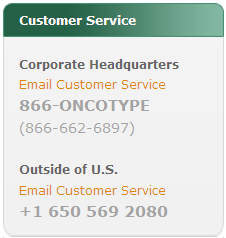 Customer Service
Corporate Headquarters
Email Customer Service
866-ONCOTYPE
(866-662-6897)
Outside of U.S.
Email Customer Service
+1 650 569 2080